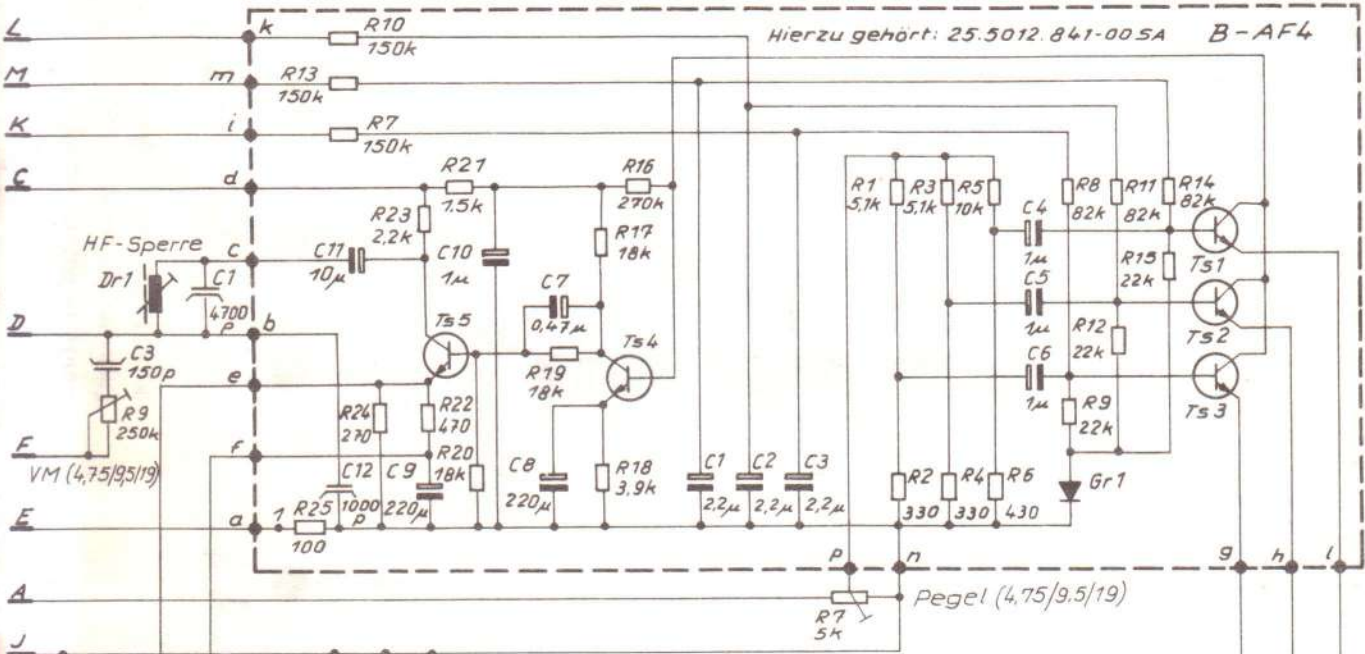 L
k
R10
150k
Hierzu gehört: 25.5012.841-00SA
B-AF4
M
m
R13
150k
K
i
R7
150k
C
d
R21
1.5k
R16
270k
R1
5,1k
R3
5,1k
R5
10k
R8
82k
R11
82k
R14
82k
R23
2,2k
R17
18k
C4
1µ
HF-Sperre
c
C11
10µ
C10
1µ
Dr1
C1
4700
p
C7
0,47µ
Ts1
R15
22k
C5
1µ
D
b
Ts5
Ts4
Ts2
R12
22k
C3
150p
R19
18k
C6
1µ
e
Ts3
R9
250k
R24
270
R22
470
R9
22k
F
f
R20
18k
VM (4,75/9,5/19)
C12
1000
p
C9
220µ
C8
220µ
R18
3,9k
C1
2,2µ
C2
2,2µ
C3
2,2µ
R2
330
R4
330
R6
430
Gr1
E
a
1
R25
100
p
n
g
h
l
A
R7
5k
Pegel (4,75/9,5/19)
J